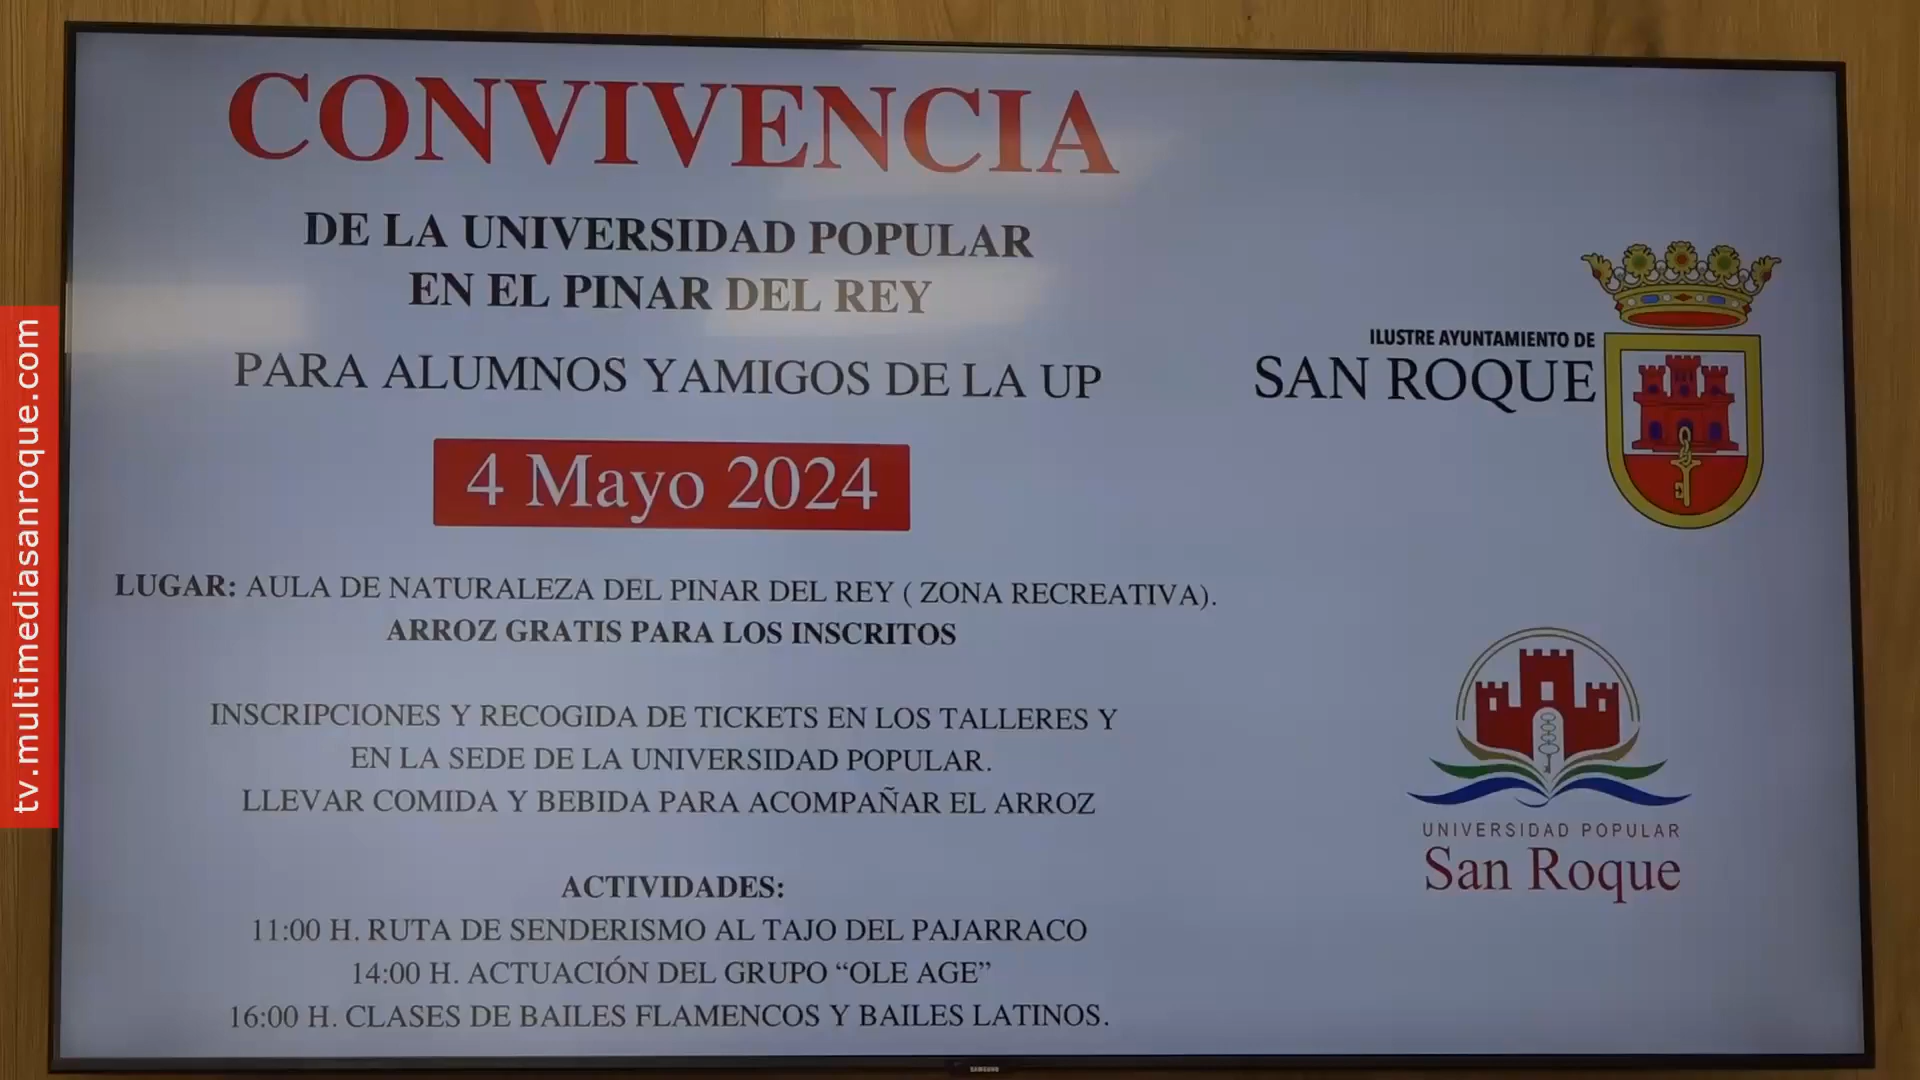 CONVIVENCIA
DE LA UNIVERSIDAD POPULAR
EN EL PINAR DEL REY
PARA ALUMNOS YAMIGOS DE LA UP
4 Mayo 2024
LUGAR: AULA DE NATURALEZA DEL PINAR DEL REY ( ZONA RECREATIVA).
ARROZ GRATIS PARA LOS INSCRITOS
INSCRIPCIONES Y RECOGIDA DE TICKETS EN LOS TALLERES Y
EN LA SEDE DE LA UNIVERSIDAD POPULAR.
LLEVAR COMIDA Y BEBIDA PARA ACOMPAÑAR EL ARROZ
ACTIVIDADES:
11:00 H. RUTA DE SENDERISMO AL TAJO DEL PAJARRACO
14:00 H. ACTUACIÓN DEL GRUPO “OLE AGE”
16:00 H. CLASES DE BAILES FLAMENCOS Y BAILES LATINOS.
ILUSTRE AYUNTAMIENTO DE
SAN ROQUE
UNIVERSIDAD POPULAR
San Roque
tv.multimediasanroque.com
SAMSUNG